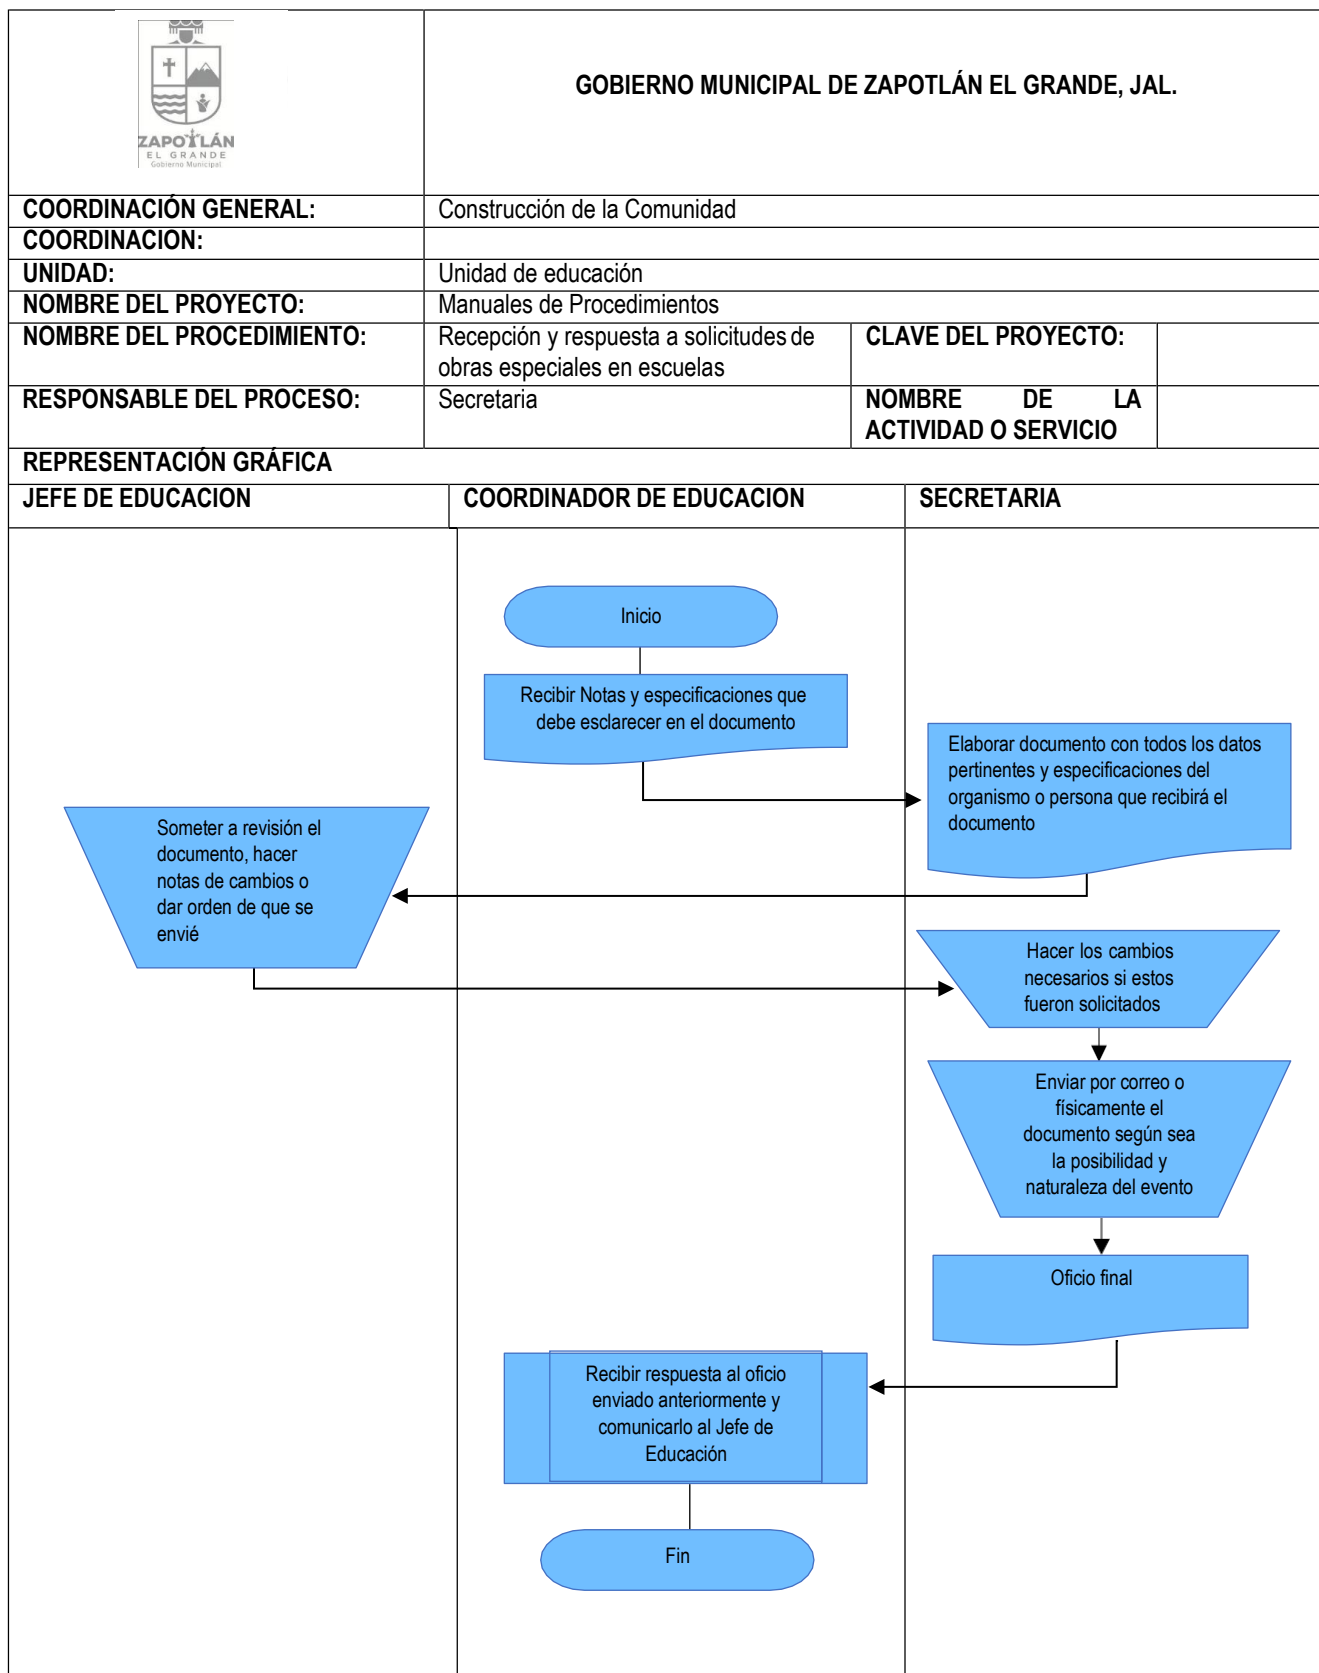 ZAPOTLÁN
EL GRANDE
Gobierno Municipal
GOBIERNO MUNICIPAL DE ZAPOTLÁN EL GRANDE, JAL.
COORDINACIÓN GENERAL:
Construcción de la Comunidad
COORDINACION:
UNIDAD:
Unidad de educación
NOMBRE DEL PROYECTO:
Manuales de Procedimientos
NOMBRE DEL PROCEDIMIENTO:
Recepción y respuesta a solicitudes de
obras especiales en escuelas
CLAVE DEL PROYECTO:
RESPONSABLE DEL PROCESO:
Secretaria
NOMBRE DE LA
ACTIVIDAD O SERVICIO
REPRESENTACIÓN GRÁFICA
JEFE DE EDUCACION
COORDINADOR DE EDUCACION
SECRETARIA
Inicio
Recibir Notas y especificaciones que
debe esclarecer en el documento
Elaborar documento con todos los datos
pertinentes y especificaciones del
organismo o persona que recibirá el
documento
Someter a revisión el
documento, hacer
notas de cambios o
dar orden de que se
envié
Hacer los cambios
necesarios si estos
fueron solicitados
Enviar por correo o
físicamente el
documento según sea
la posibilidad y
naturaleza del evento
Oficio final
Recibir respuesta al oficio
enviado anteriormente y
comunicarlo al Jefe de
Educación
Fin